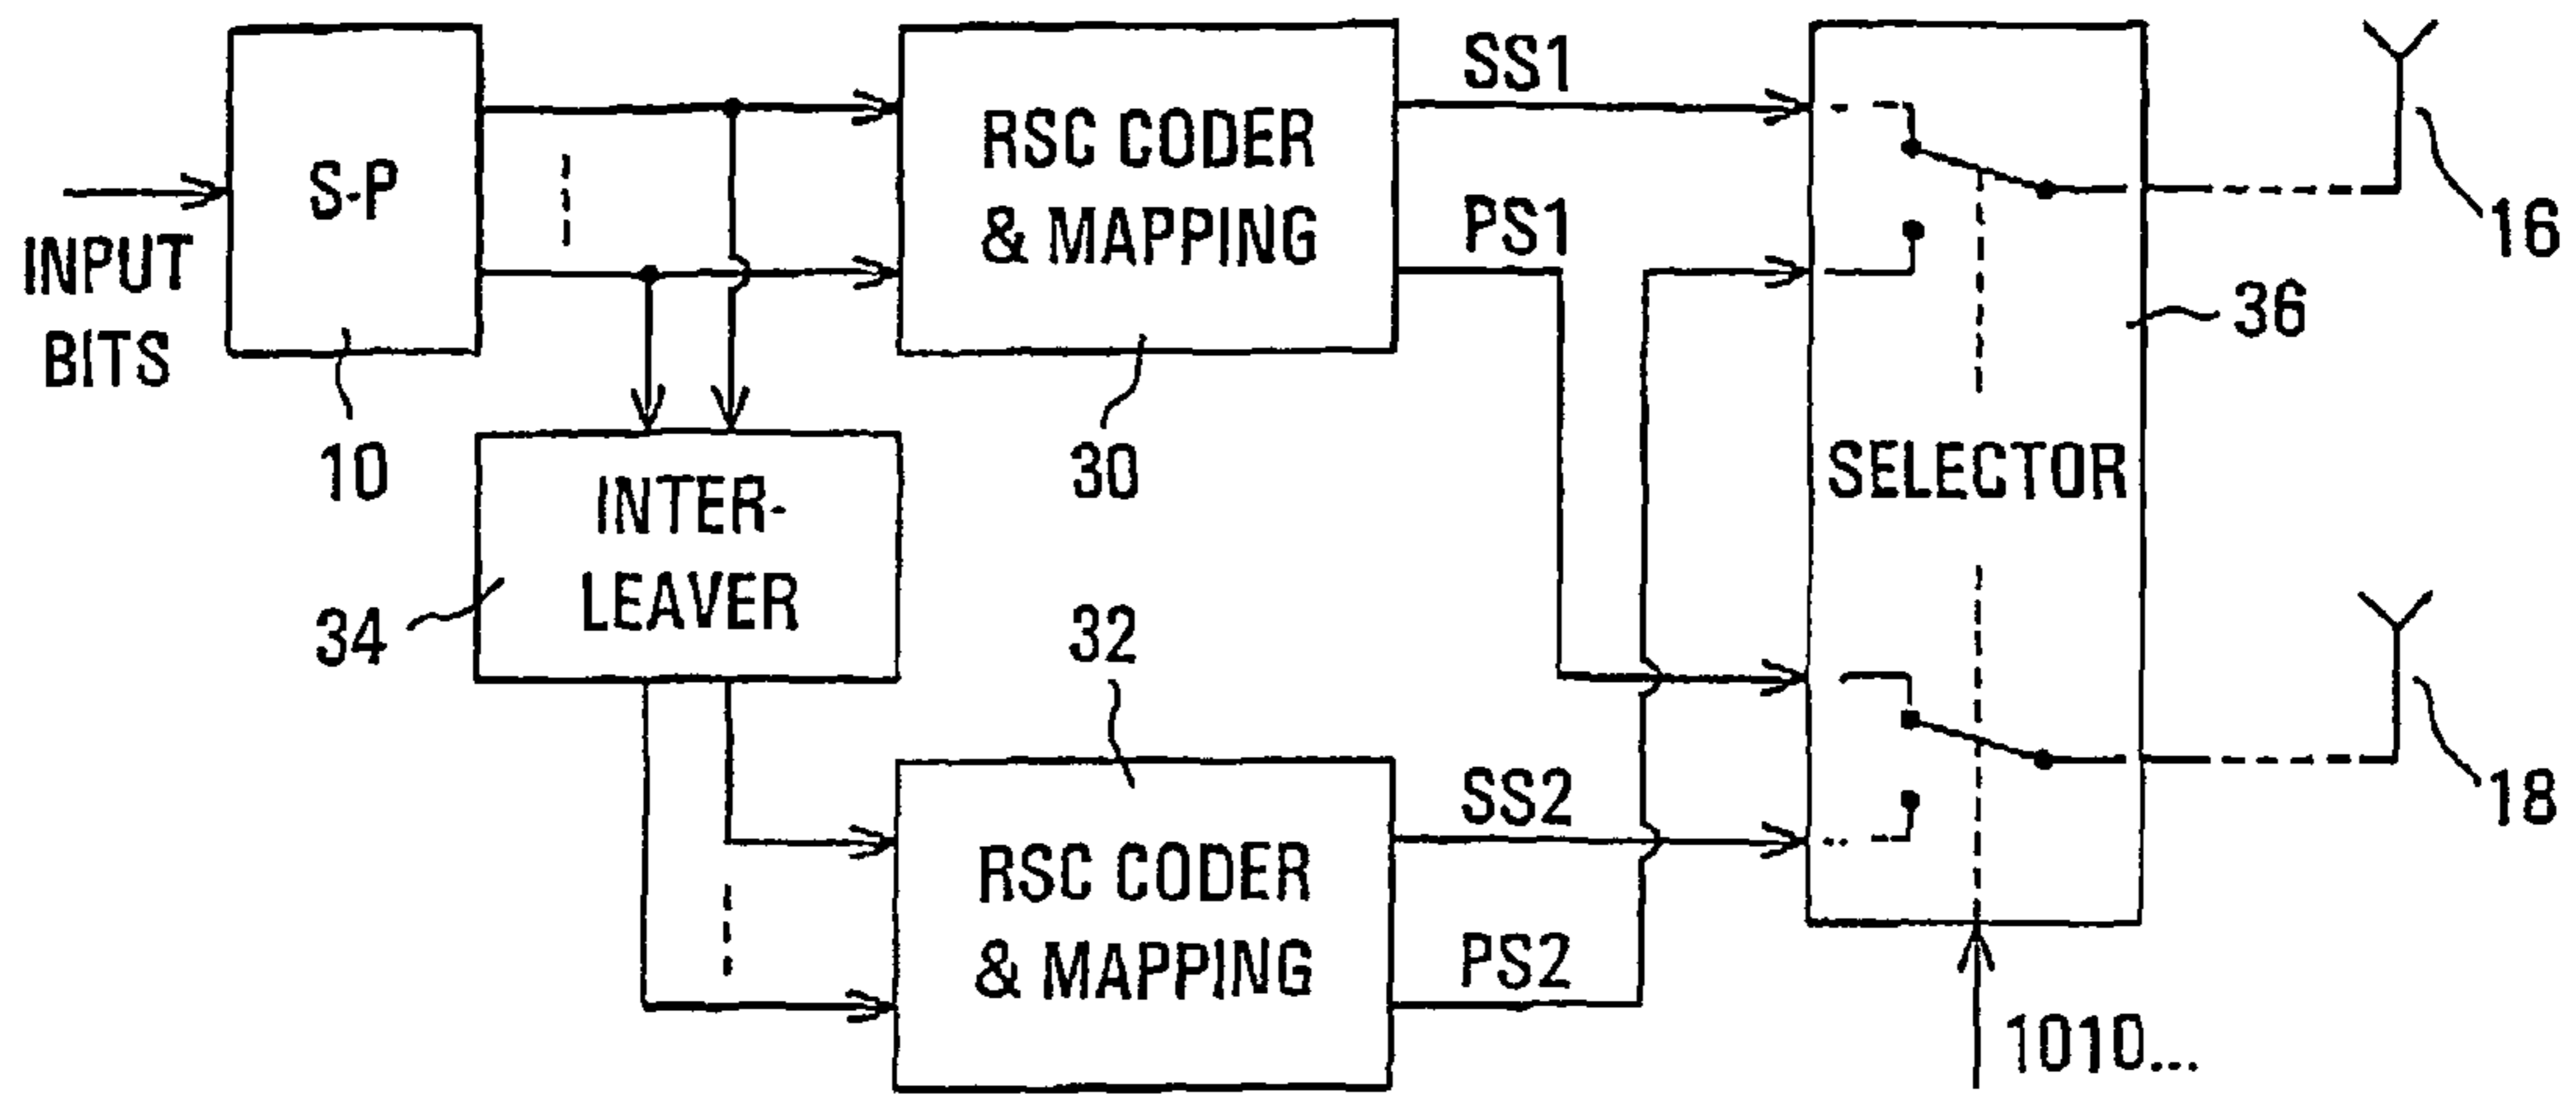 INPUT
BITS
S-P
10
RSC CODER
& MAPPING
30
SS1
PS1
INTER-
LEAVER
34
RSC CODER
& MAPPING
32
SS2
PS2
SELECTOR
36
16
18
1010...